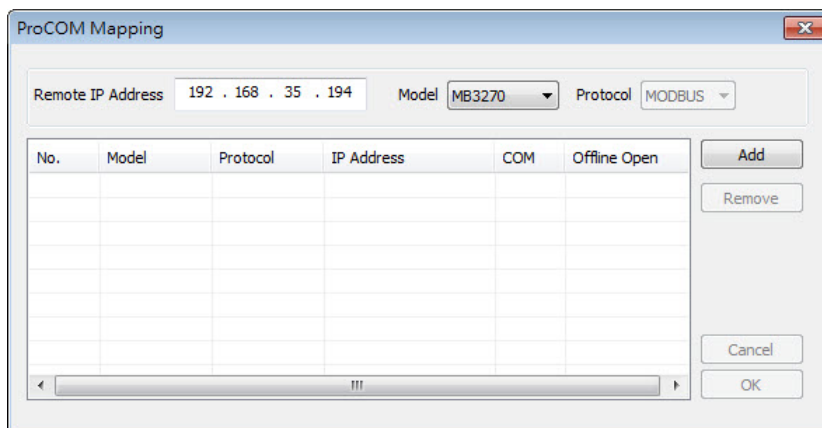 ProCOM Mapping
Remote IP Address 192 . 168 . 35 . 194 Model MB3270 Protocol MODBUS
No. Model Protocol IP Address COM Offline Open
Add
Remove
Cancel
OK